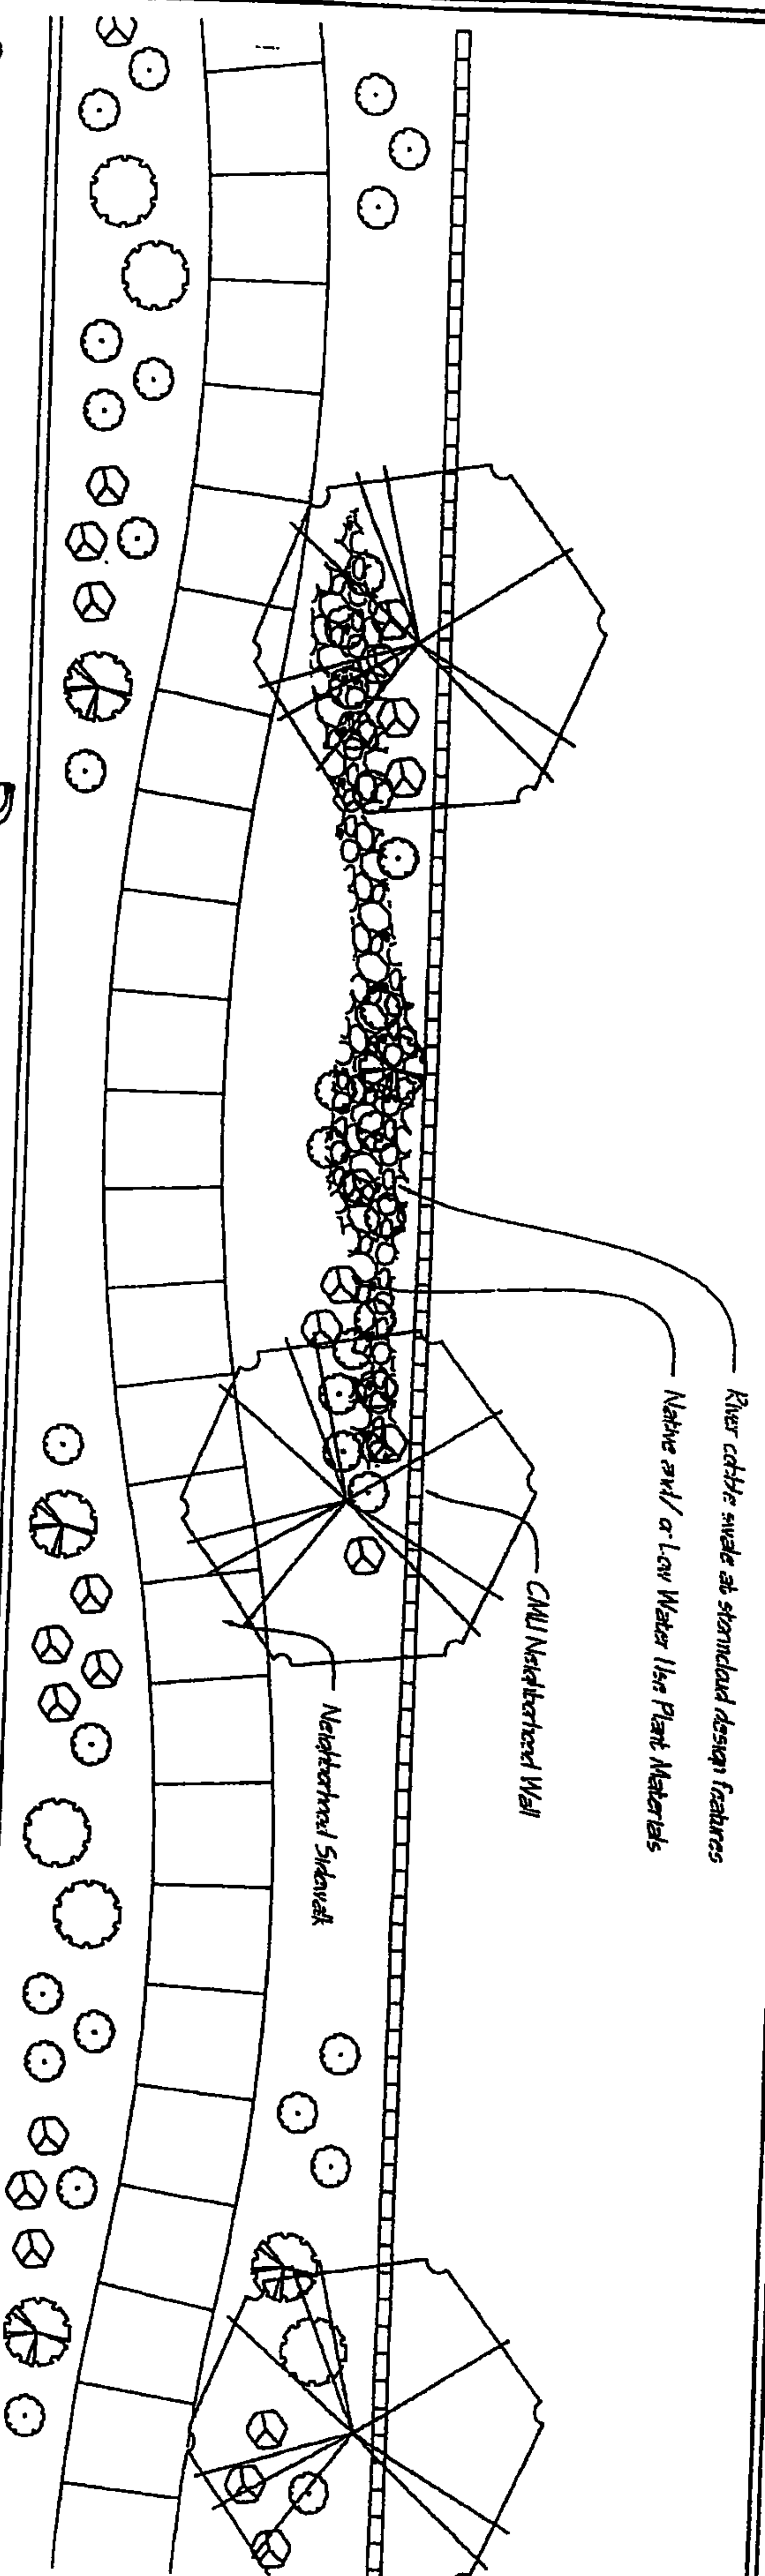 River cobble swale at stormcloud design features
Native and/or Low Water Use Plant Materials
CMU Neighborhood Wall
Neighborhood Sidewalk